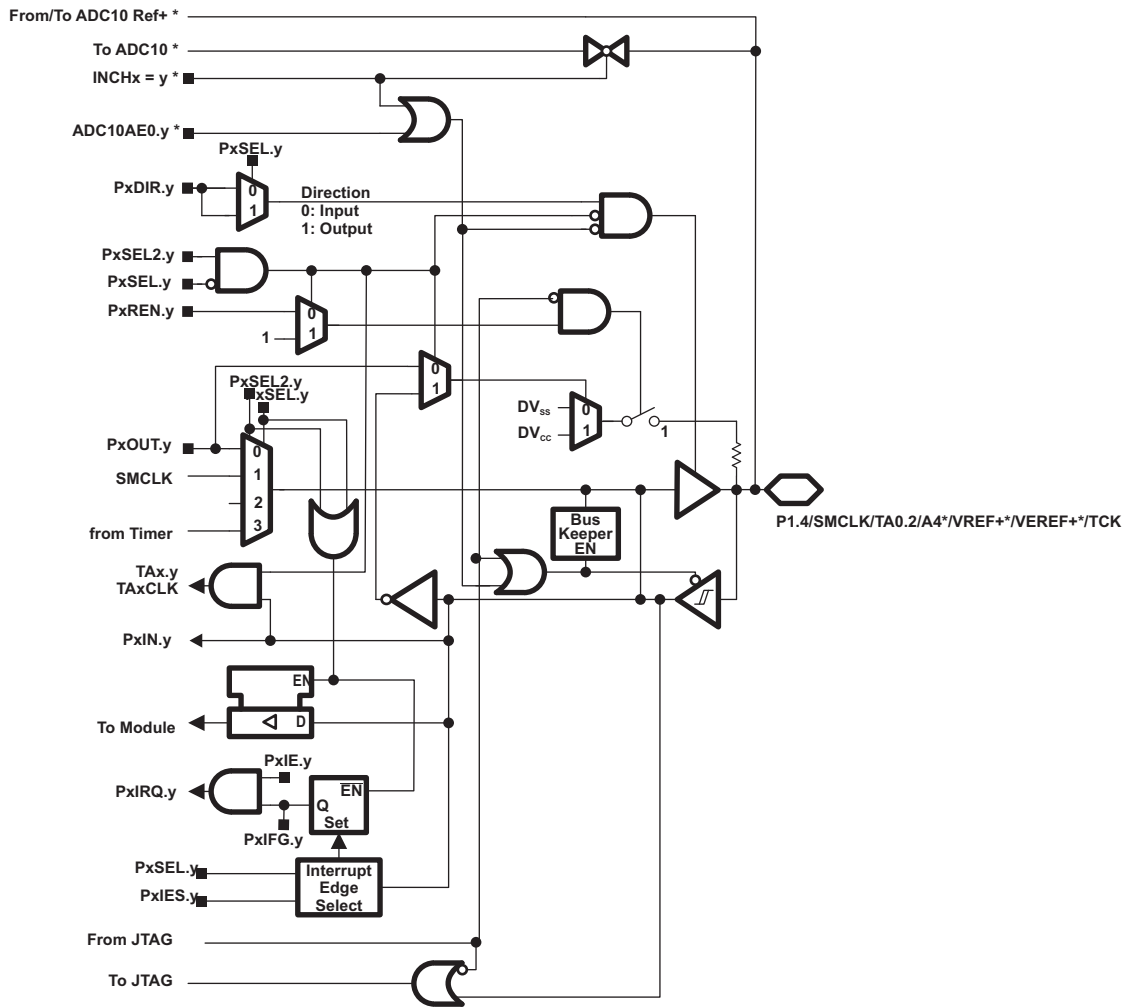 From/To ADC10 Ref+ *
To ADC10 *
INCHx = y *
ADC10AE0.y *
PxSEL.y
PxDIR.y
0
1
Direction
0: Input
1: Output
PxSEL2.y
PxSEL.y
PxREN.y
0
1
1
0
1
PxSEL2.y
PxSEL.y
DVSS
DVCC
0
1
1
PxOUT.y
SMCLK
from Timer
0
1
2
3
Bus
Keeper
EN
P1.4/SMCLK/TA0.2/A4*/VREF+*/VEREF+*/TCK
TAx.y
TAxCLK
PxIN.y
EN
D
To Module
PxIE.y
PxIRQ.y
EN
Q
Set
PxIFG.y
PxSEL.y
PxIES.y
Interrupt
Edge
Select
From JTAG
To JTAG